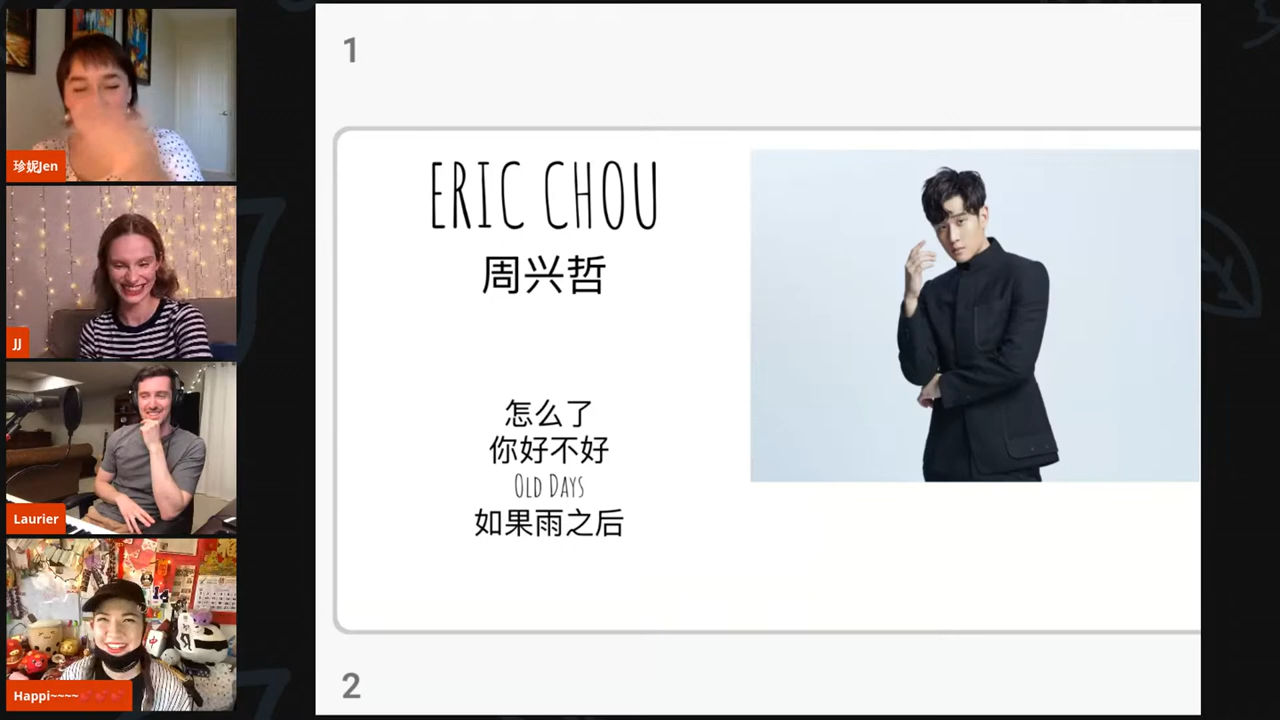 珍妮Jen
JJ
Laurier
Happi~~~~
1
ERIC CHOU
周兴哲
怎么了
你好不好
OLD DAYS
如果雨之后
2